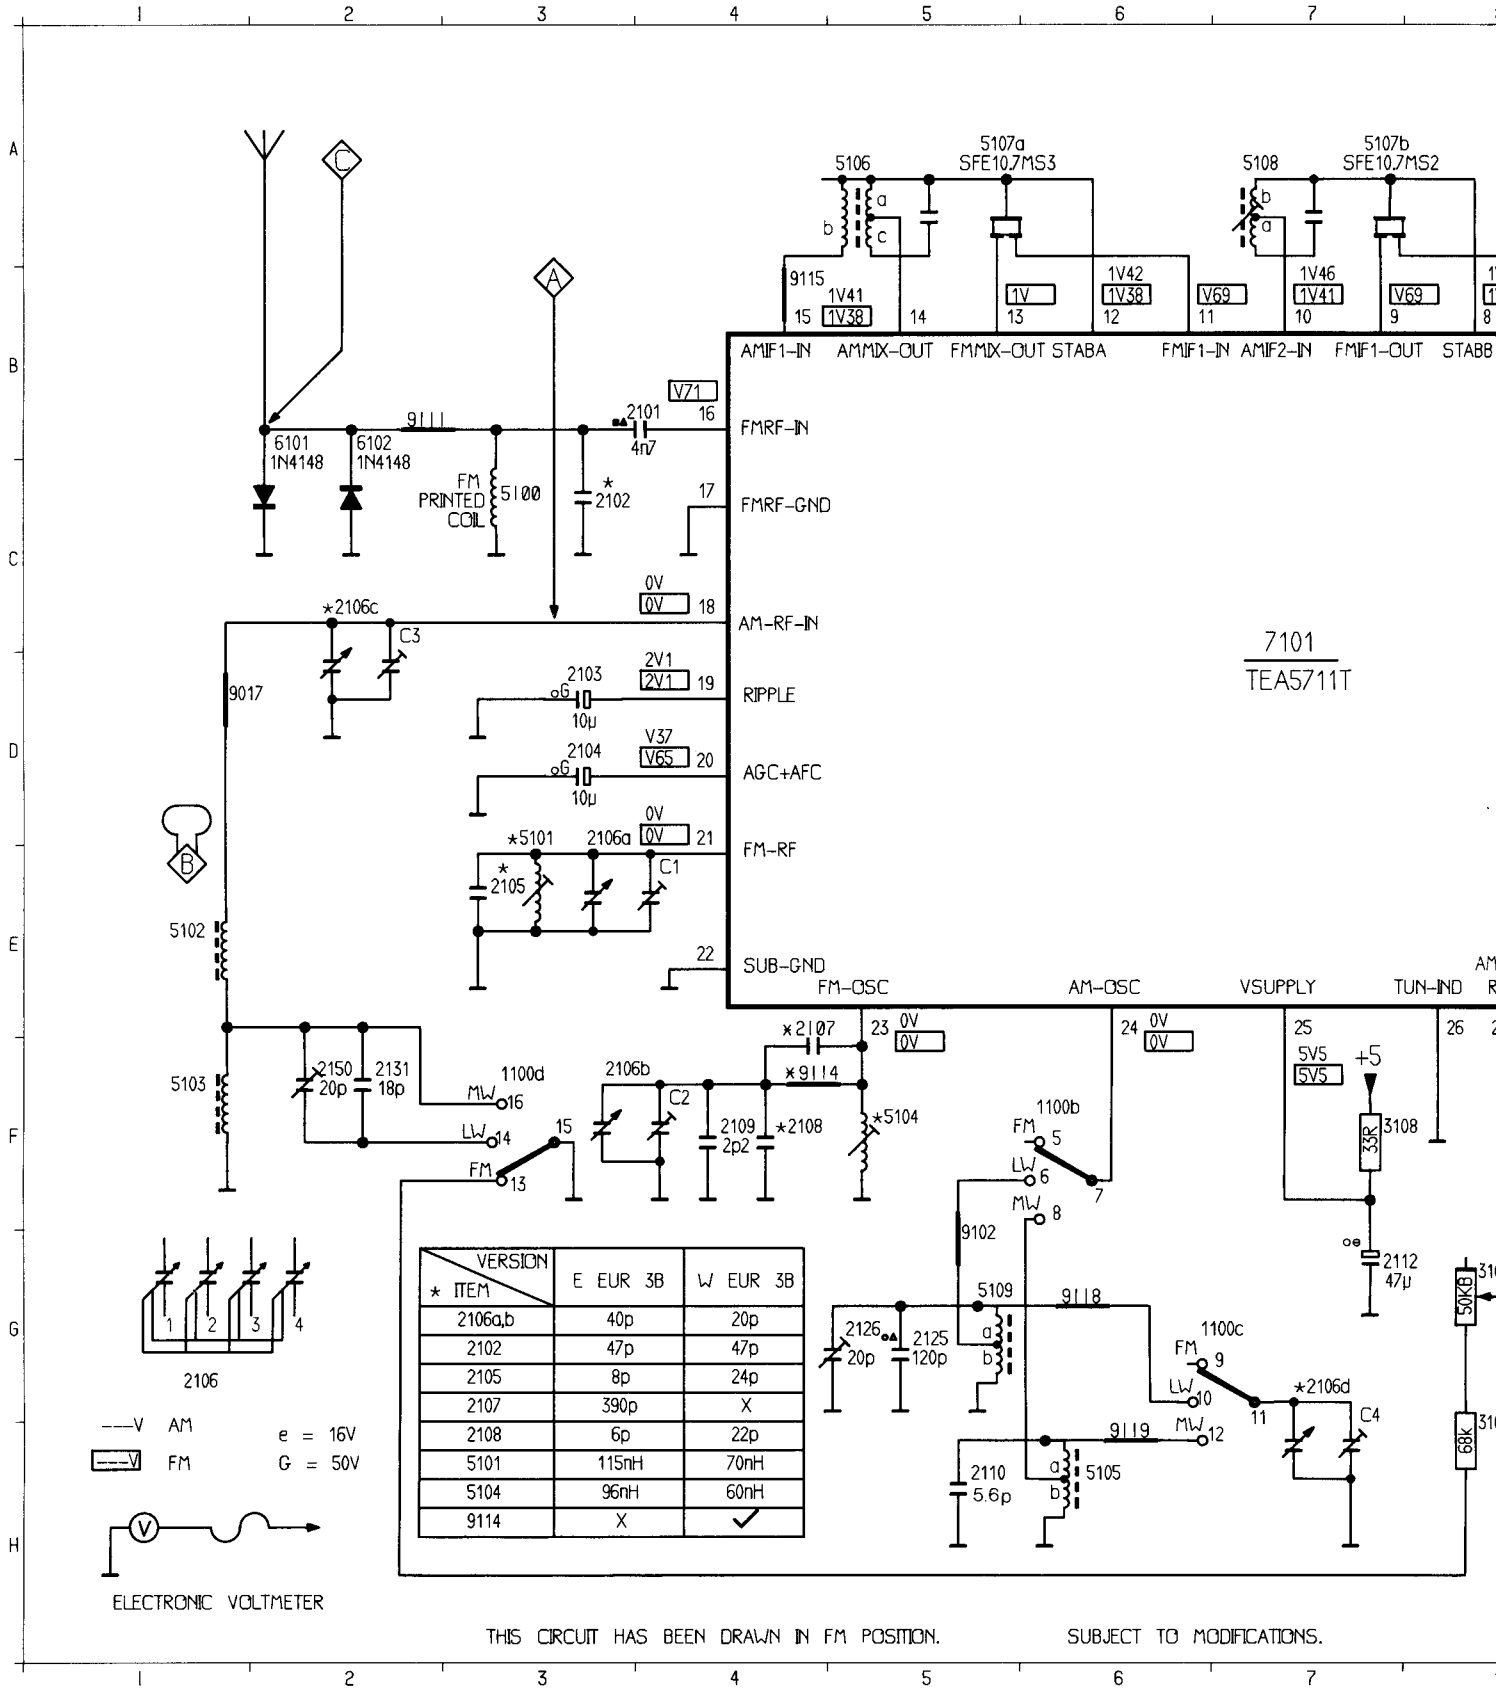 2 3 4 5 6 7
A
C
5106
5107a
SFE10.7MS3
5108
5107b
SFE10.7MS2
b a c
b a
A
9115
1V41
1V38
1V
1V42
1V38
V69
1V46
1V41
V69
15 14 13 12 11 10 9 8
B
AMIF1-IN AMMIX-OUT FMMIX-OUT STABA FMIF1-IN AMIF2-IN FMIF1-OUT STABB
V71
9111
2101
4n7
16
FMRF-IN
6101
1N4148
6102
1N4148
FM
PRINTED
COIL
5100
*
2102
17
FMRF-GND
C
0V
0V
18
AM-RF-IN
*2106c
C3
7101
TEA5711T
9017
2103
G
10µ
2V1
2V1
19
RIPPLE
D
2104
G
10µ
V37
V65
20
AGC+AFC
0V
0V
21
FM-RF
*5101
2106a
B
*
2105
C1
5102
E
22
SUB-GND
FM-OSC AM-OSC VSUPPLY TUN-IND
*2107
23
0V
0V
24
0V
0V
25
26
5V5
5V5
+5
5103
2150
20p
2131
18p
1100d
MW
16
2106b
C2
*9114
*5104
1100b
FM
5
33R
3108
F
LW
14
15
2109
2p2
*2108
LW
6
FM
13
7
MW
8
9102
e
2112
47µ
VERSION
* ITEM
E EUR 3B W EUR 3B
2106a,b 40p 20p
2102 47p 47p
2105 8p 24p
2107 390p X
2108 6p 22p
5101 115nH 70nH
5104 96nH 60nH
9114 X ✓
G
1 2 3 4
2106
5109
9118
2126
20p
2125
120p
a
b
1100c
FM
9
50KB
LW
10
11
*2106d
C4
---V AM
---V FM
e = 16V
G = 50V
9119
MW
12
68k
2110
5.6p
a
b
5105
H
V
ELECTRONIC VOLTMETER
THIS CIRCUIT HAS BEEN DRAWN IN FM POSITION. SUBJECT TO MODIFICATIONS.
1 2 3 4 5 6 7